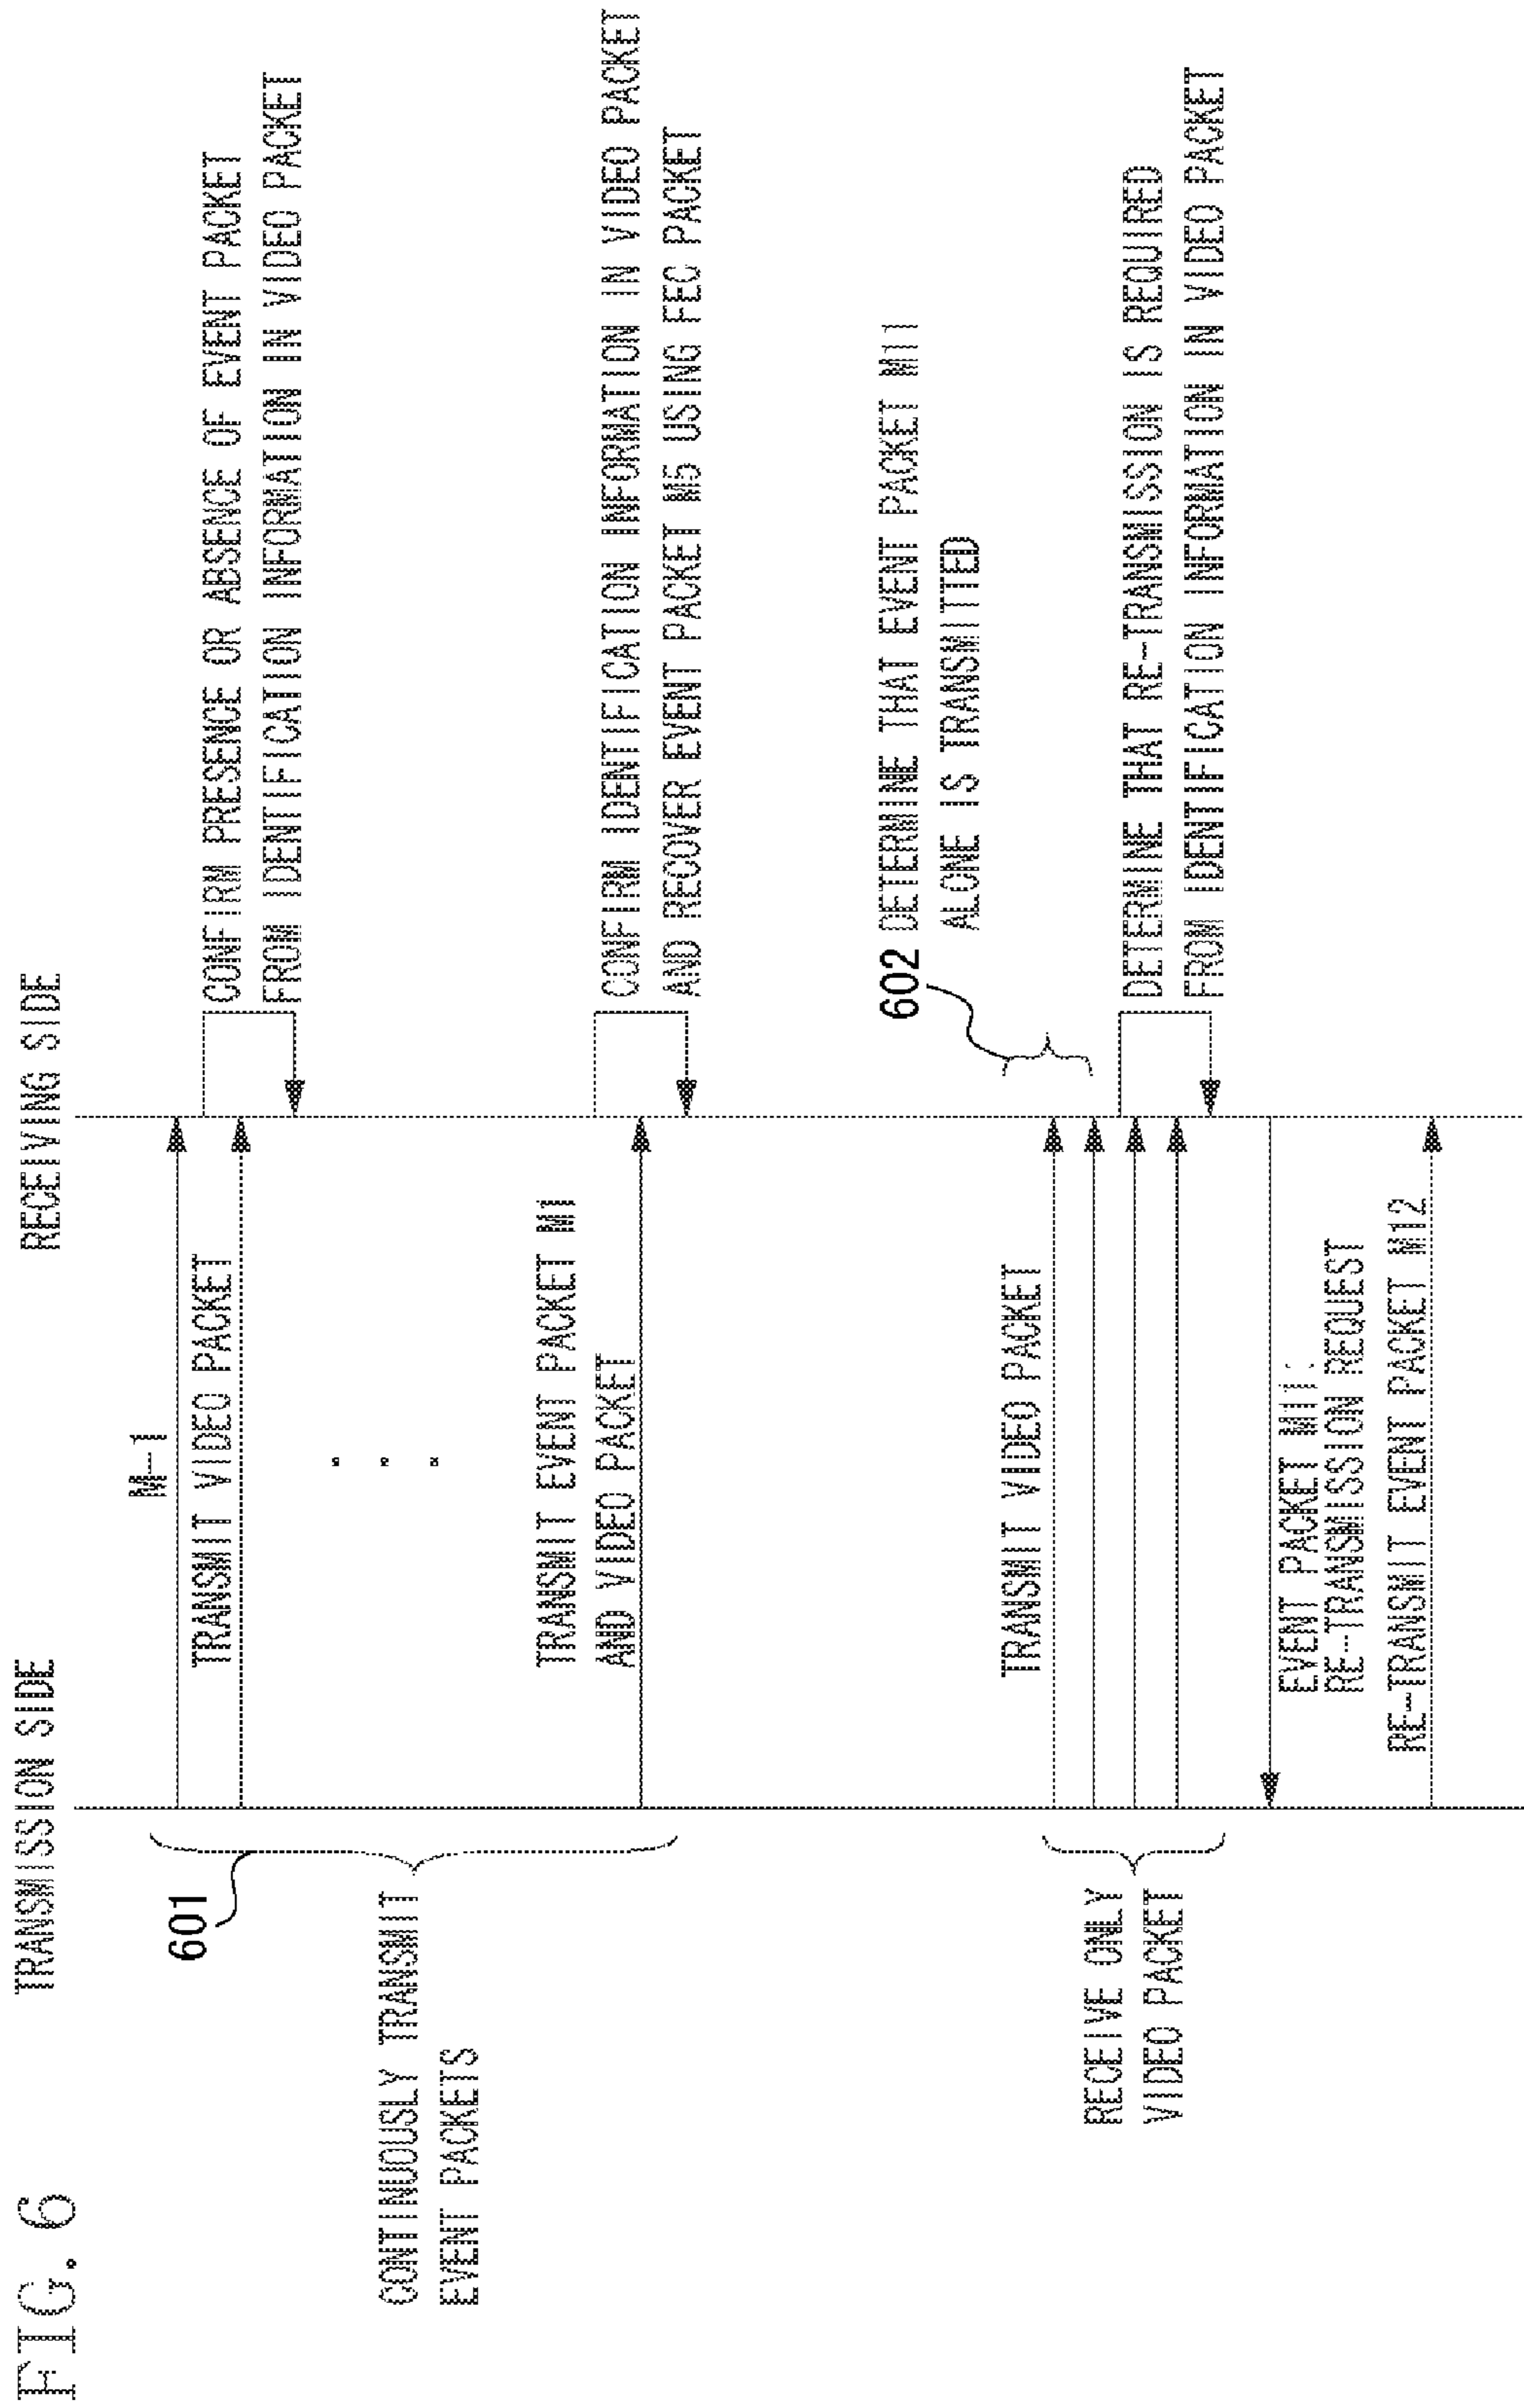 FIG. 6
TRANSMISSION SIDE
RECEIVING SIDE
601
CONTINUOUSLY TRANSMIT
EVENT PACKETS
M-1
TRANSMIT VIDEO PACKET
CONFIRM PRESENCE OR ABSENCE OF EVENT PACKET
FROM IDENTIFICATION INFORMATION IN VIDEO PACKET
TRANSMIT EVENT PACKET M1
AND VIDEO PACKET
CONFIRM IDENTIFICATION INFORMATION IN VIDEO PACKET
AND RECOVER EVENT PACKET M5 USING FEC PACKET
602
DETERMINE THAT EVENT PACKET M11
ALONE IS TRANSMITTED
RECEIVE ONLY
VIDEO PACKET
TRANSMIT VIDEO PACKET
DETERMINE THAT RE-TRANSMISSION IS REQUIRED
FROM IDENTIFICATION INFORMATION IN VIDEO PACKET
EVENT PACKET M11:
RE-TRANSMISSION REQUEST
RE-TRANSMIT EVENT PACKET M12